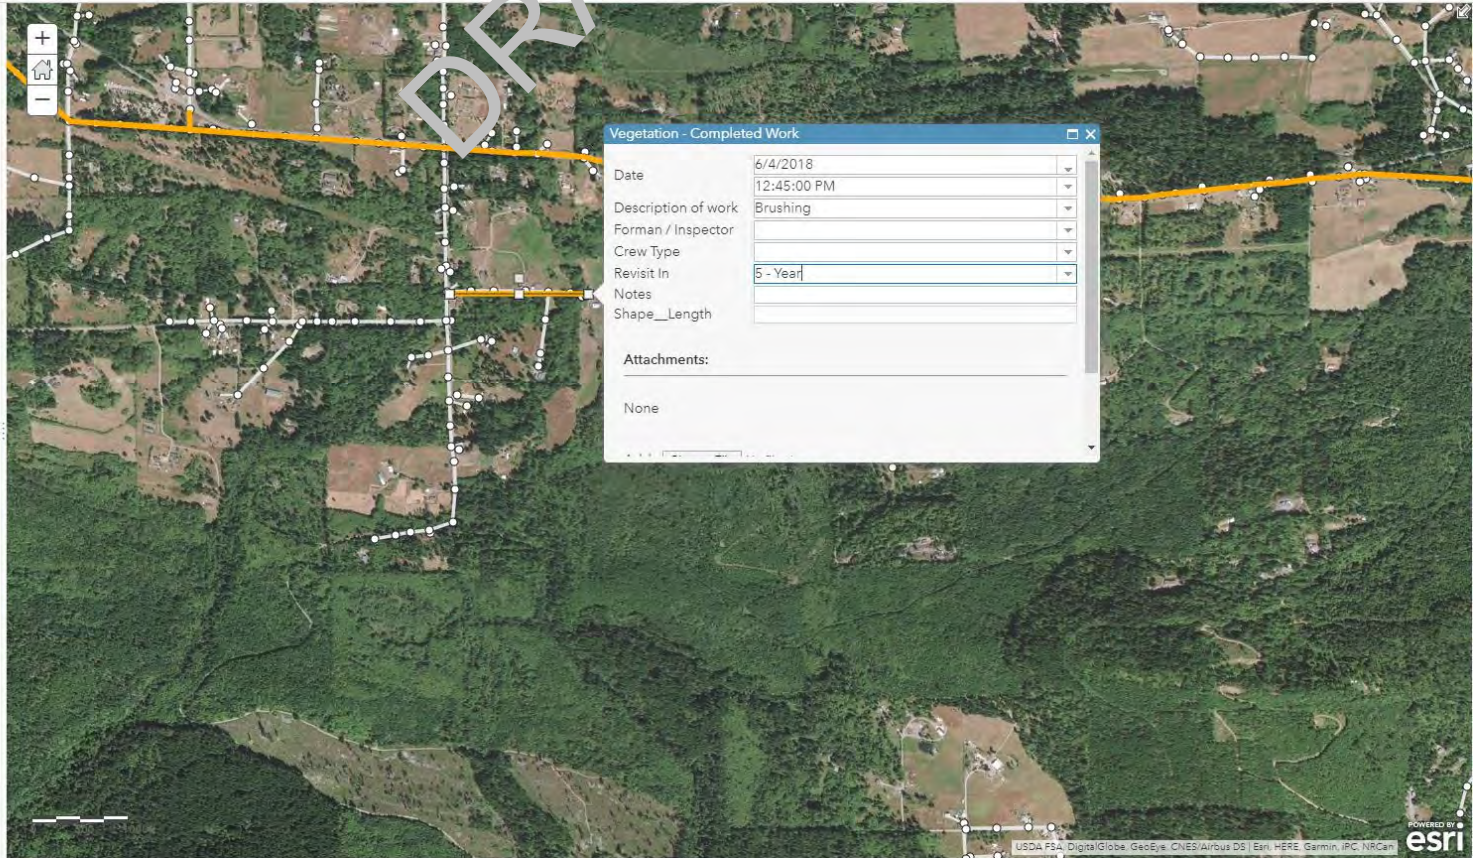 DRA
+
−
Vegetation - Completed Work
Date
6/4/2018
12:45:00 PM
Description of work
Brushing
Forman / Inspector
Crew Type
Revisit In
5 - Year
Notes
Shape__Length
Attachments:
None
USDA FSA, DigitalGlobe, GeoEye, CNES/Airbus DS | Esri, HERE, Garmin, iPC, NRCan
POWERED BY
esri